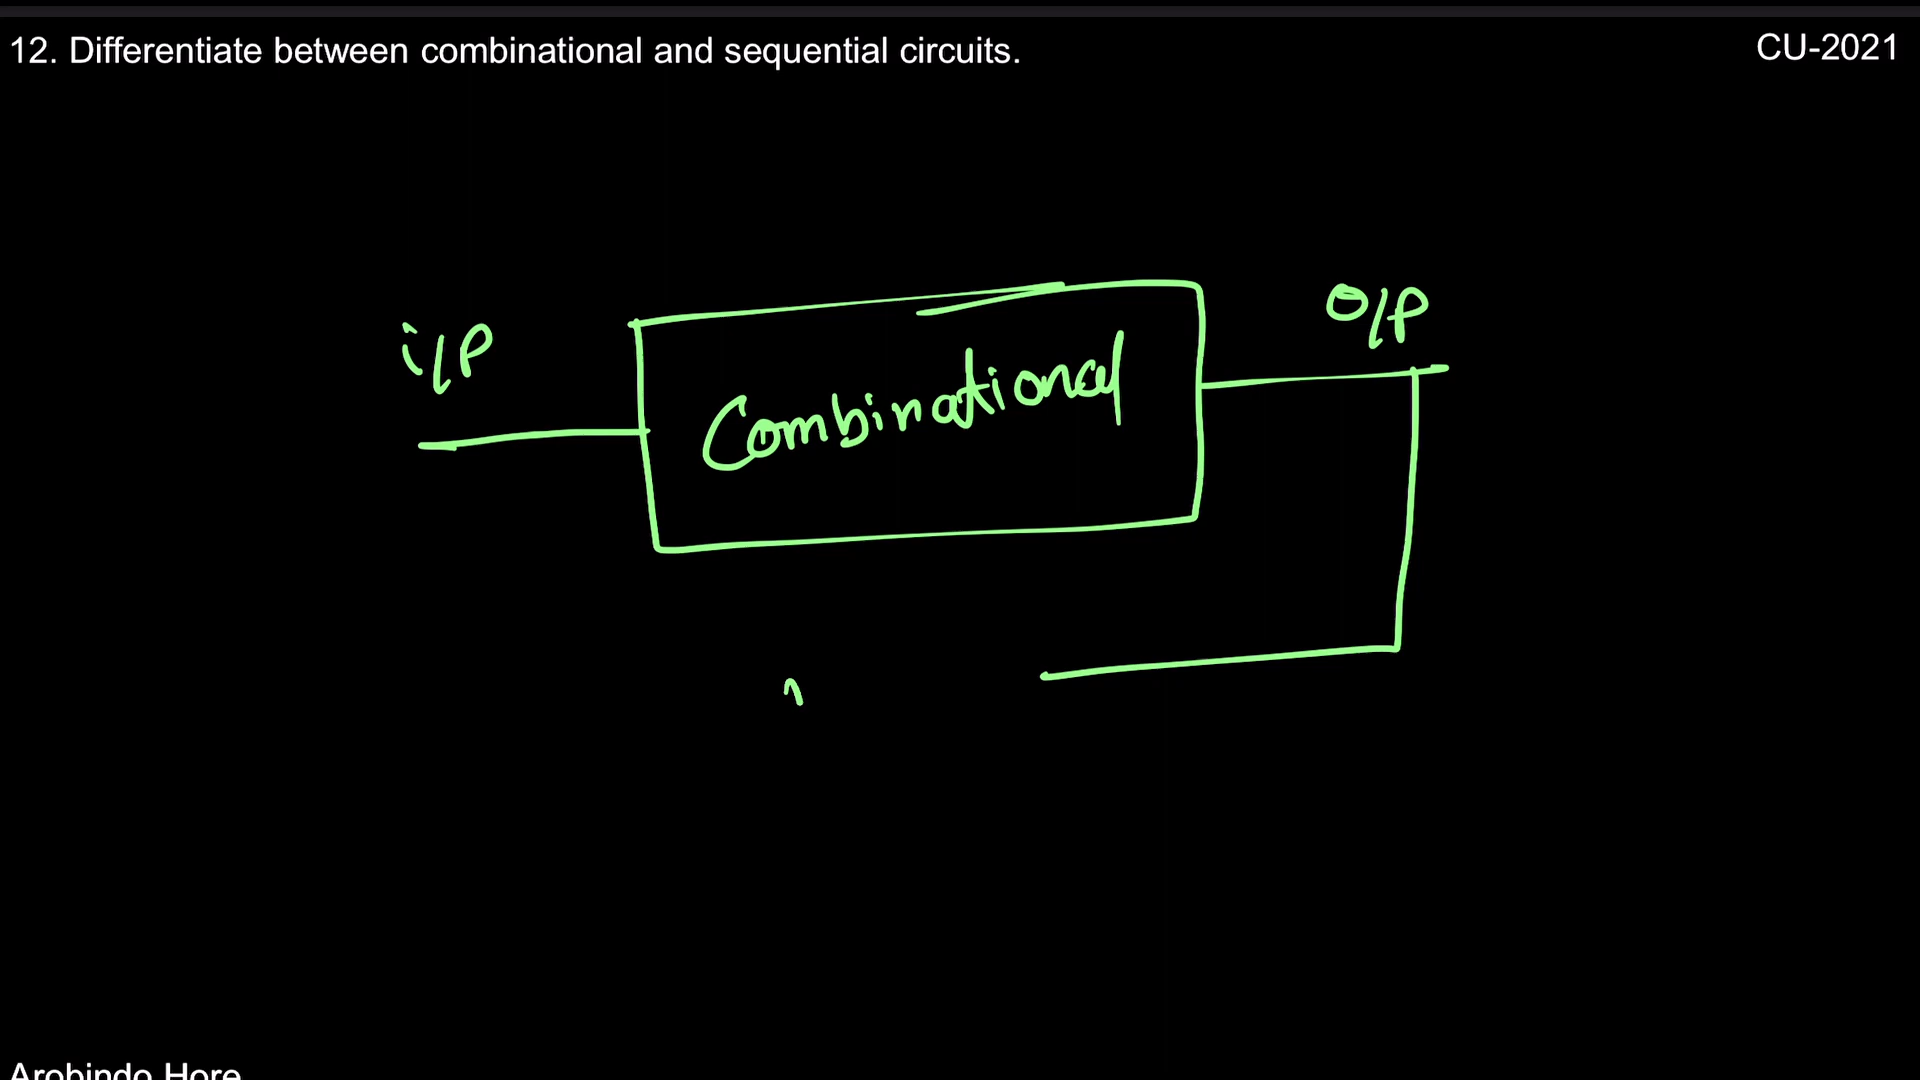 12. Differentiate between combinational and sequential circuits.
CU-2021
i/P
O/P
Combinational
Arobindo Hore